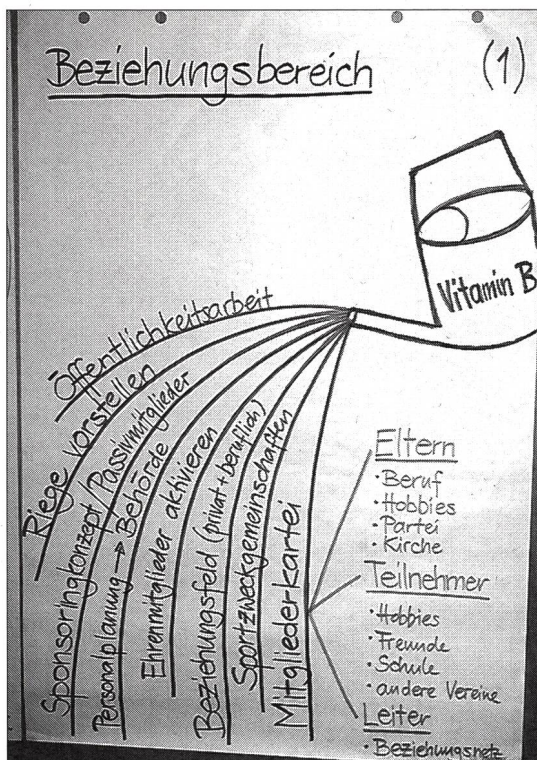 Beziehungsbereich (1)
Vitamin B
Öffentlichkeitsarbeit
Riege vorstellen
Sponsoringkonzept/Passivmitglieder
Personalplanung → Behörde
Ehrenmitglieder aktivieren
Beziehungsfeld (privat + beruflich)
Sportzweckgemeinschaften
Mitgliederkartei
Eltern
· Beruf
· Hobbies
· Partei
· Kirche
Teilnehmer
· Hobbies
· Freunde
· Schule
· andere Vereine
Leiter
· Beziehungsnetz